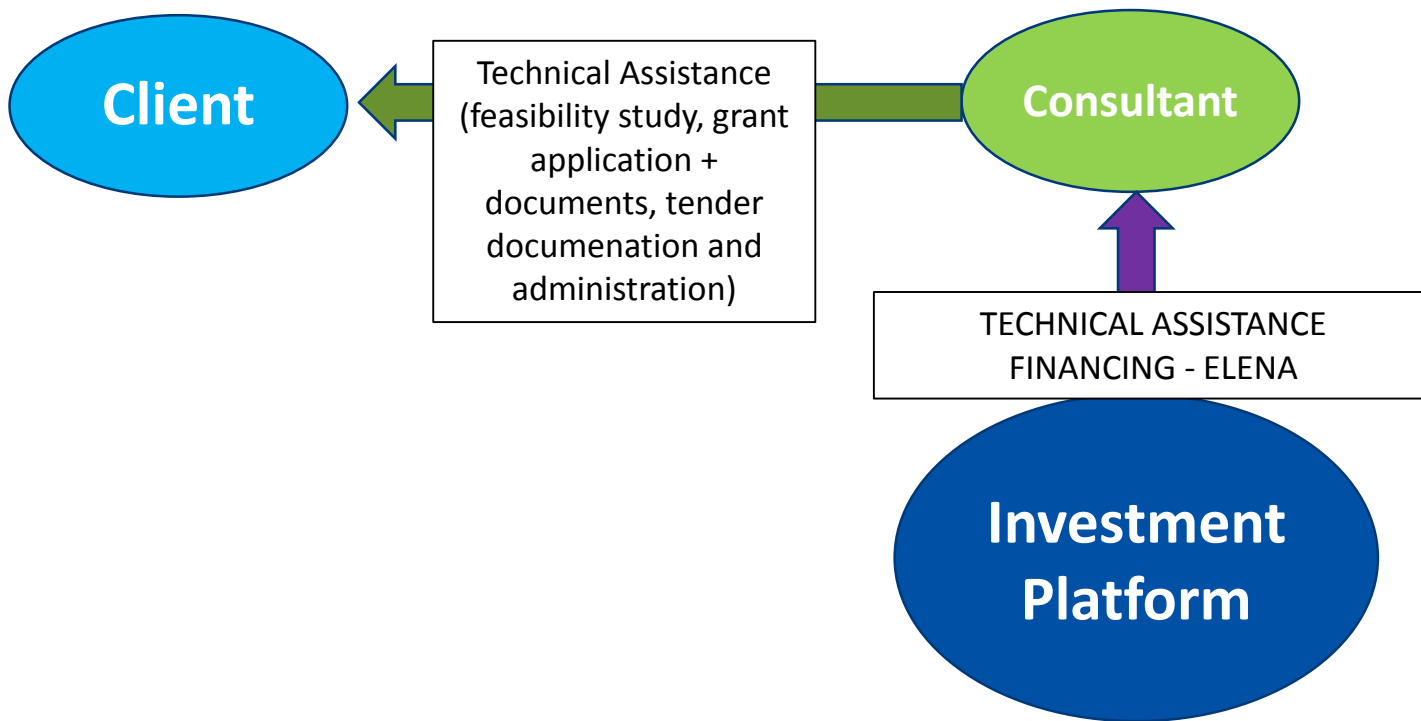 Client
Technical Assistance
(feasibility study, grant
application +
documents, tender
documenation and
administration)
Consultant
TECHNICAL ASSISTANCE
FINANCING - ELENA
Investment
Platform